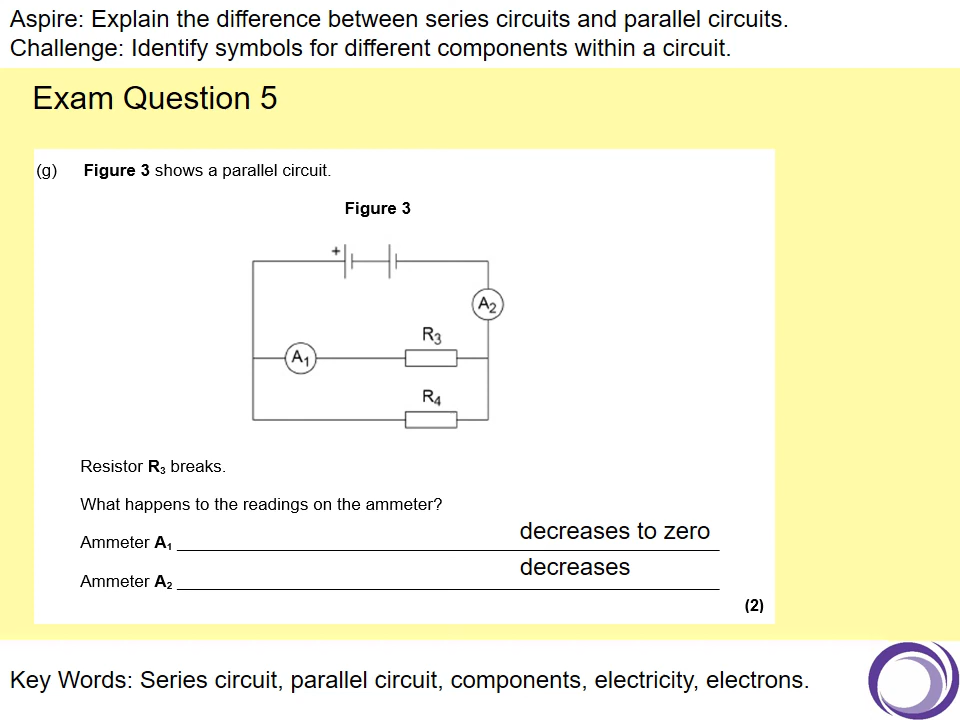 Aspire: Explain the difference between series circuits and parallel circuits.
Challenge: Identify symbols for different components within a circuit.
Exam Question 5
(g) Figure 3 shows a parallel circuit.
Figure 3
+
A2
R3
A1
R4
Resistor R3 breaks.
What happens to the readings on the ammeter?
decreases to zero
Ammeter A1
decreases
Ammeter A2
(2)
Key Words: Series circuit, parallel circuit, components, electricity, electrons.